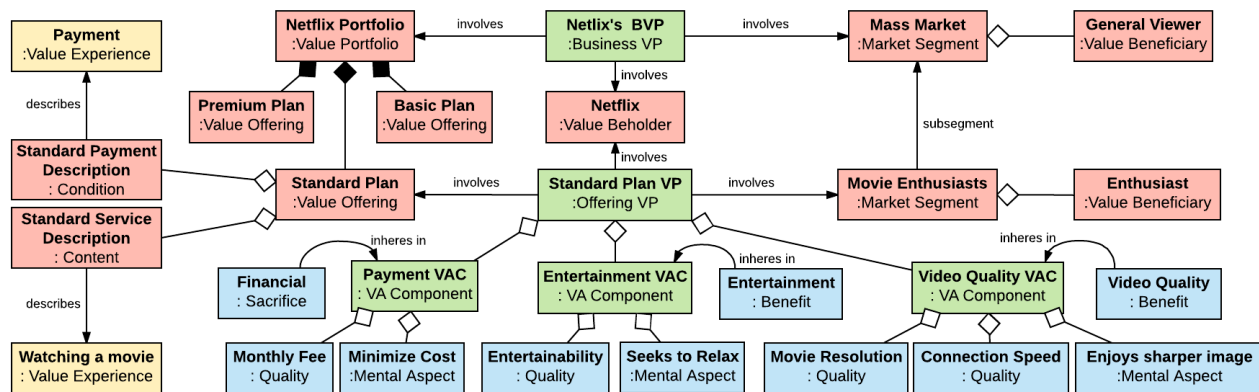 Payment
:Value Experience
Netflix Portfolio
:Value Portfolio
involves
Netlix's BVP
:Business VP
involves
Mass Market
:Market Segment
General Viewer
:Value Beneficiary
describes
involves
Premium Plan
:Value Offering
Basic Plan
:Value Offering
Netflix
:Value Beholder
subsegment
Standard Payment
Description
: Condition
involves
Standard Plan
:Value Offering
involves
Standard Plan VP
:Offering VP
involves
Movie Enthusiasts
:Market Segment
Enthusiast
:Value Beneficiary
Standard Service
Description
: Content
inheres in
Financial
: Sacrifice
Payment VAC
: VA Component
Entertainment VAC
: VA Component
inheres in
Entertainment
: Benefit
Video Quality VAC
: VA Component
inheres in
Video Quality
: Benefit
describes
Watching a movie
: Value Experience
Monthly Fee
: Quality
Minimize Cost
:Mental Aspect
Entertainability
: Quality
Seeks to Relax
:Mental Aspect
Movie Resolution
: Quality
Connection Speed
: Quality
Enjoys sharper image
:Mental Aspect